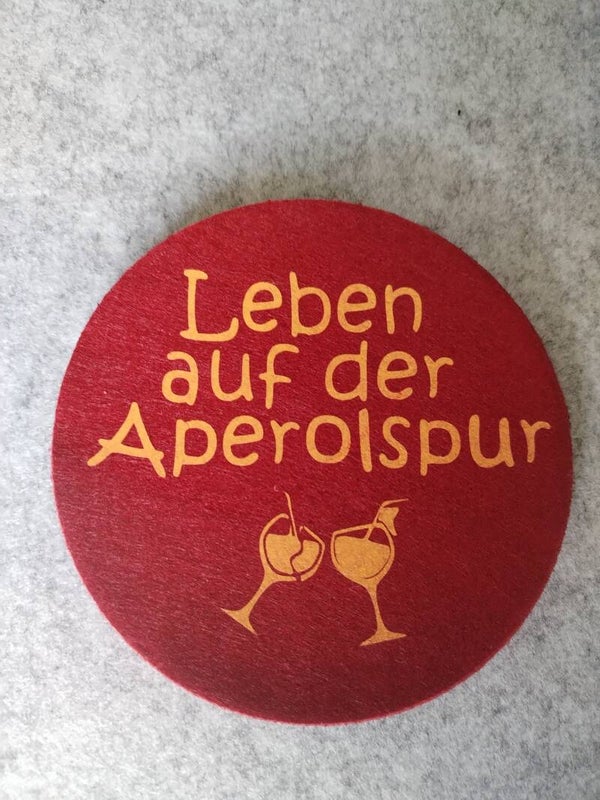 Leben
auf der
Aperolspur